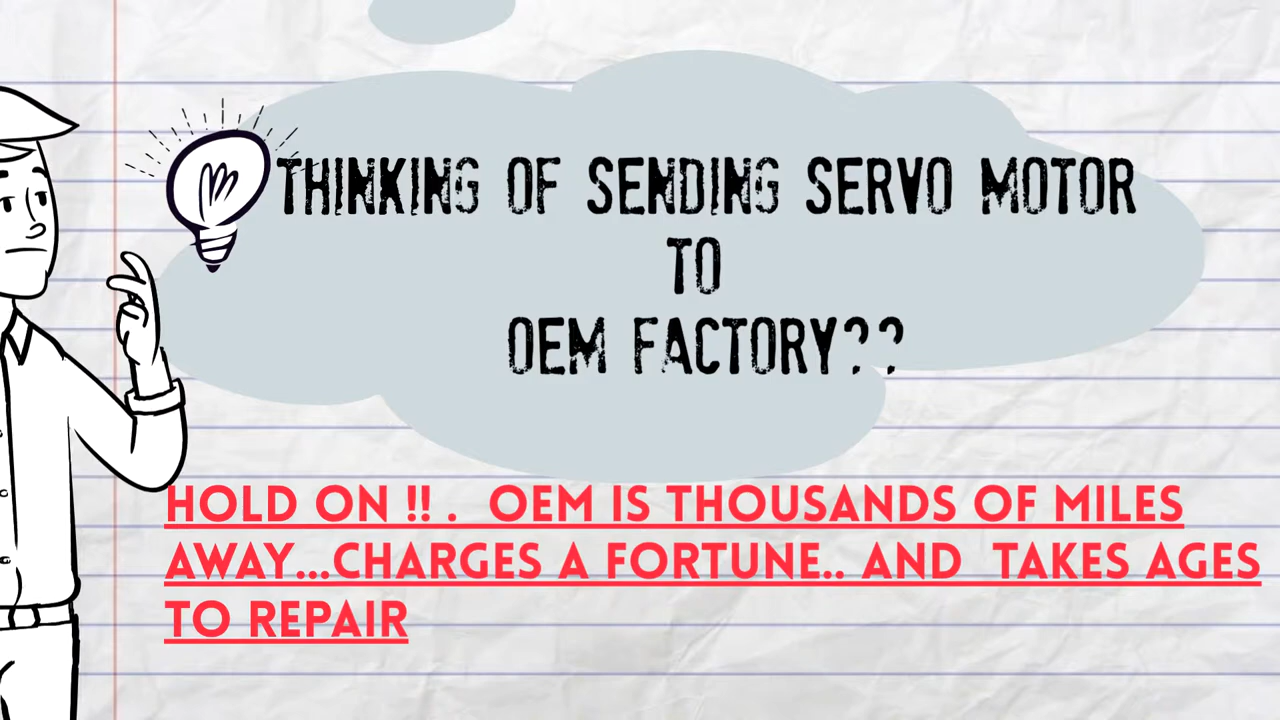 THINKING OF SENDING SERVO MOTOR
TO
OEM FACTORY??
HOLD ON !! .  OEM IS THOUSANDS OF MILES
AWAY...CHARGES A FORTUNE.. AND  TAKES AGES
TO REPAIR